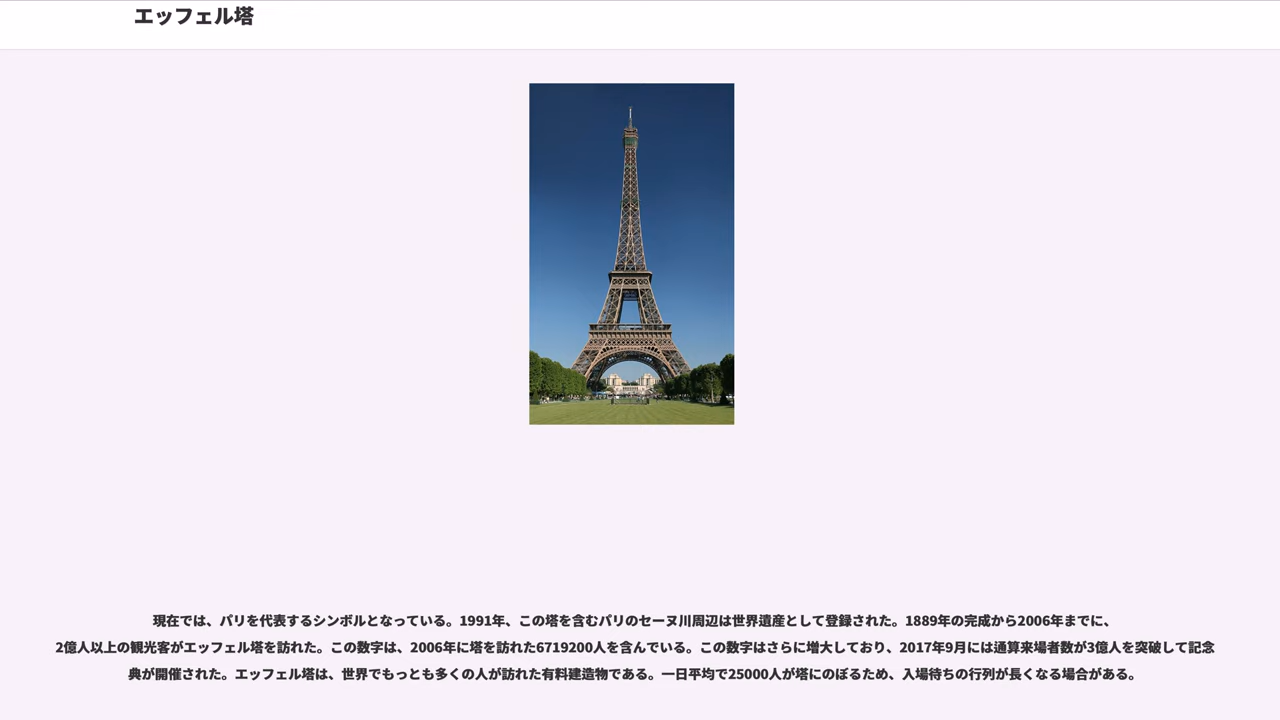 エッフェル塔
現在では、パリを代表するシンボルとなっている。1991年、この塔を含むパリのセーヌ川周辺は世界遺産として登録された。1889年の完成から2006年までに、
2億人以上の観光客がエッフェル塔を訪れた。この数字は、2006年に塔を訪れた6719200人を含んでいる。この数字はさらに増大しており、2017年9月には通算来場者数が3億人を突破して記念
典が開催された。エッフェル塔は、世界でもっとも多くの人が訪れた有料建造物である。一日平均で25000人が塔にのぼるため、入場待ちの行列が長くなる場合がある。